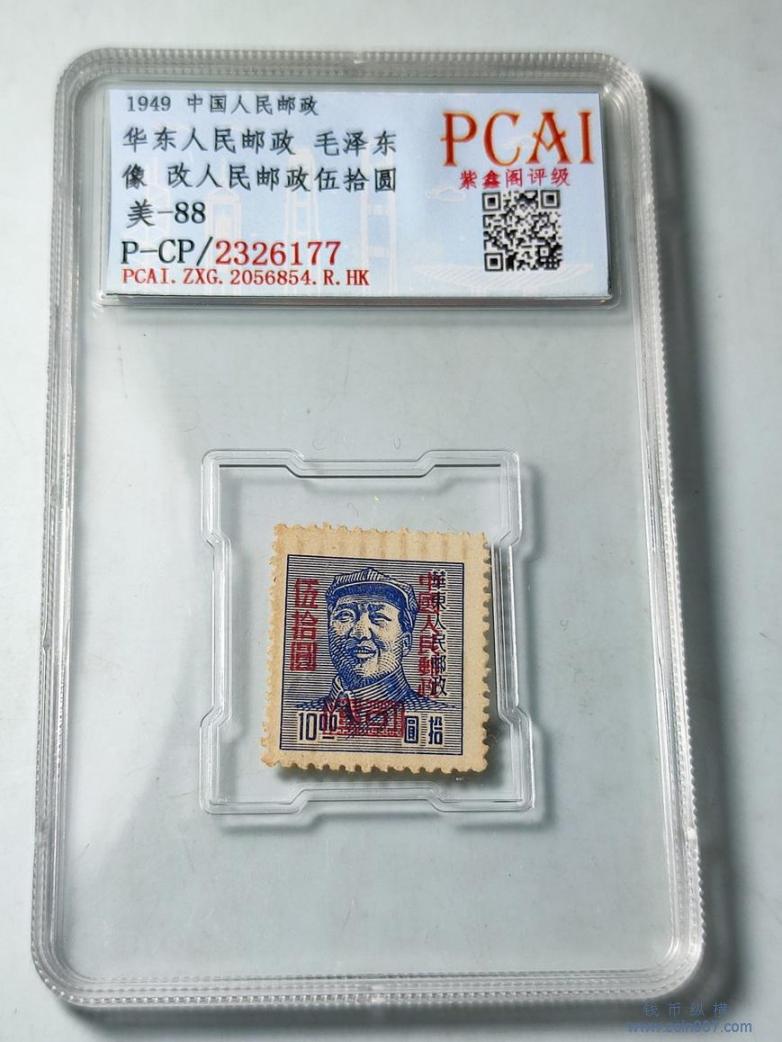 1949 中国人民邮政
华东人民邮政 毛泽东
像 改人民邮政伍拾圆
美-88
P-CP/2326177
PCAI.ZXG.2056854.R.HK
PCAI
紫鑫阁评级
伍拾圓
華東人民郵政
中國人民郵政
10.00
拾圓
钱币纵横
www.coin007.com